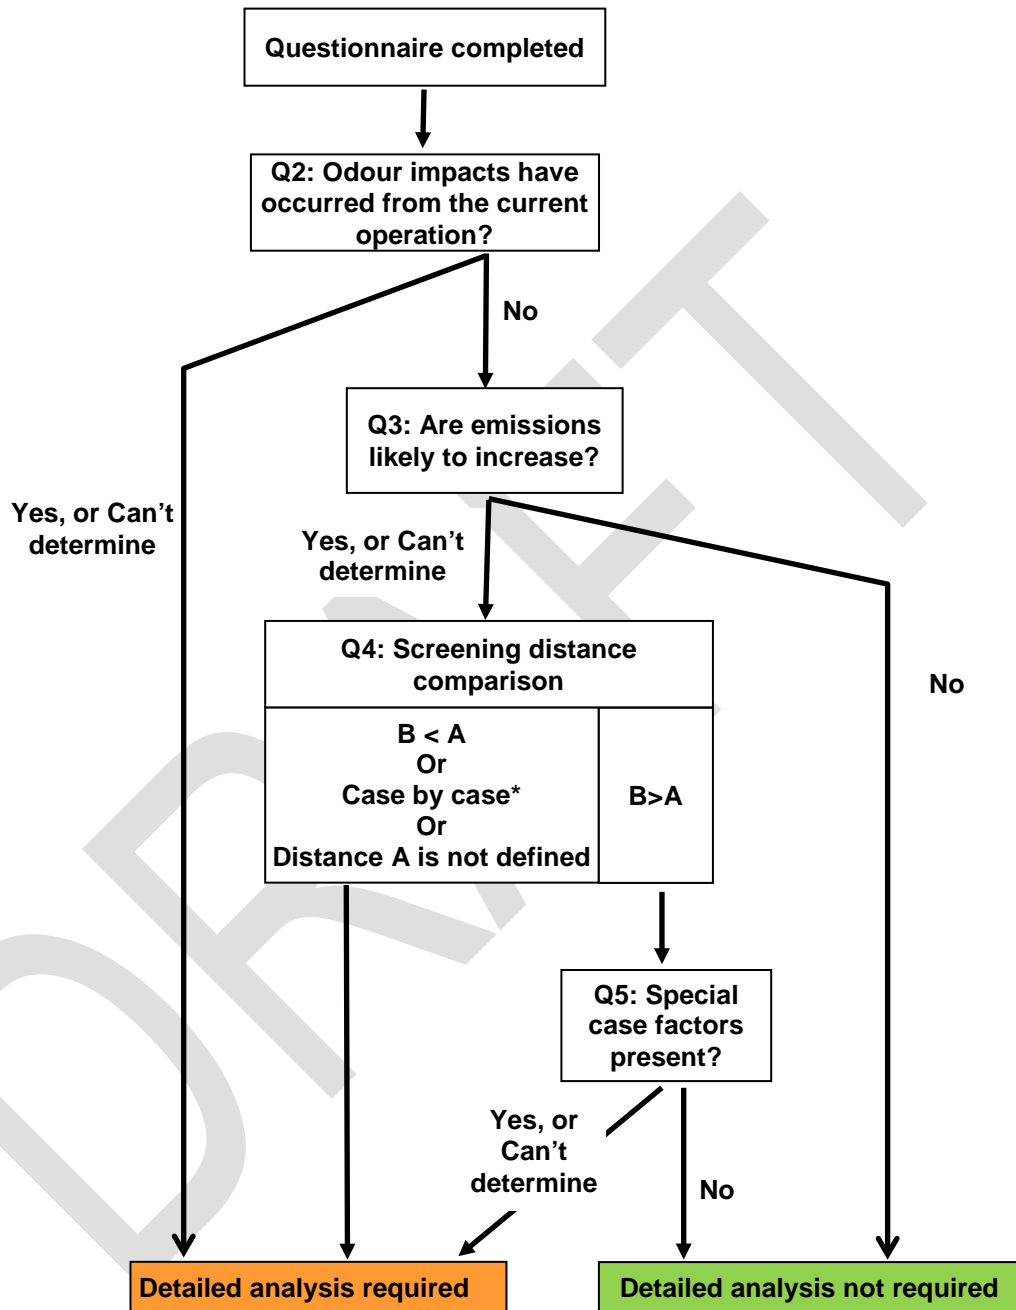 Questionnaire completed
Q2: Odour impacts have
occurred from the current
operation?
No
Q3: Are emissions
likely to increase?
Yes, or Can't
determine
Yes, or Can't
determine
No
Q4: Screening distance
comparison
B < A
Or
Case by case*
Or
Distance A is not defined
B>A
Q5: Special
case factors
present?
Yes, or
Can't
determine
No
Detailed analysis required
Detailed analysis not required
DRAFT